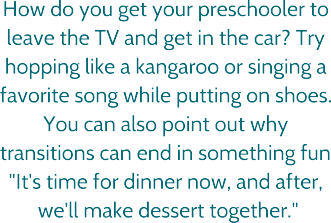 How do you get your preschooler to
leave the TV and get in the car? Try
hopping like a kangaroo or singing a
favorite song while putting on shoes.
You can also point out why
transitions can end in something fun
"It's time for dinner now, and after,
we'll make dessert together."